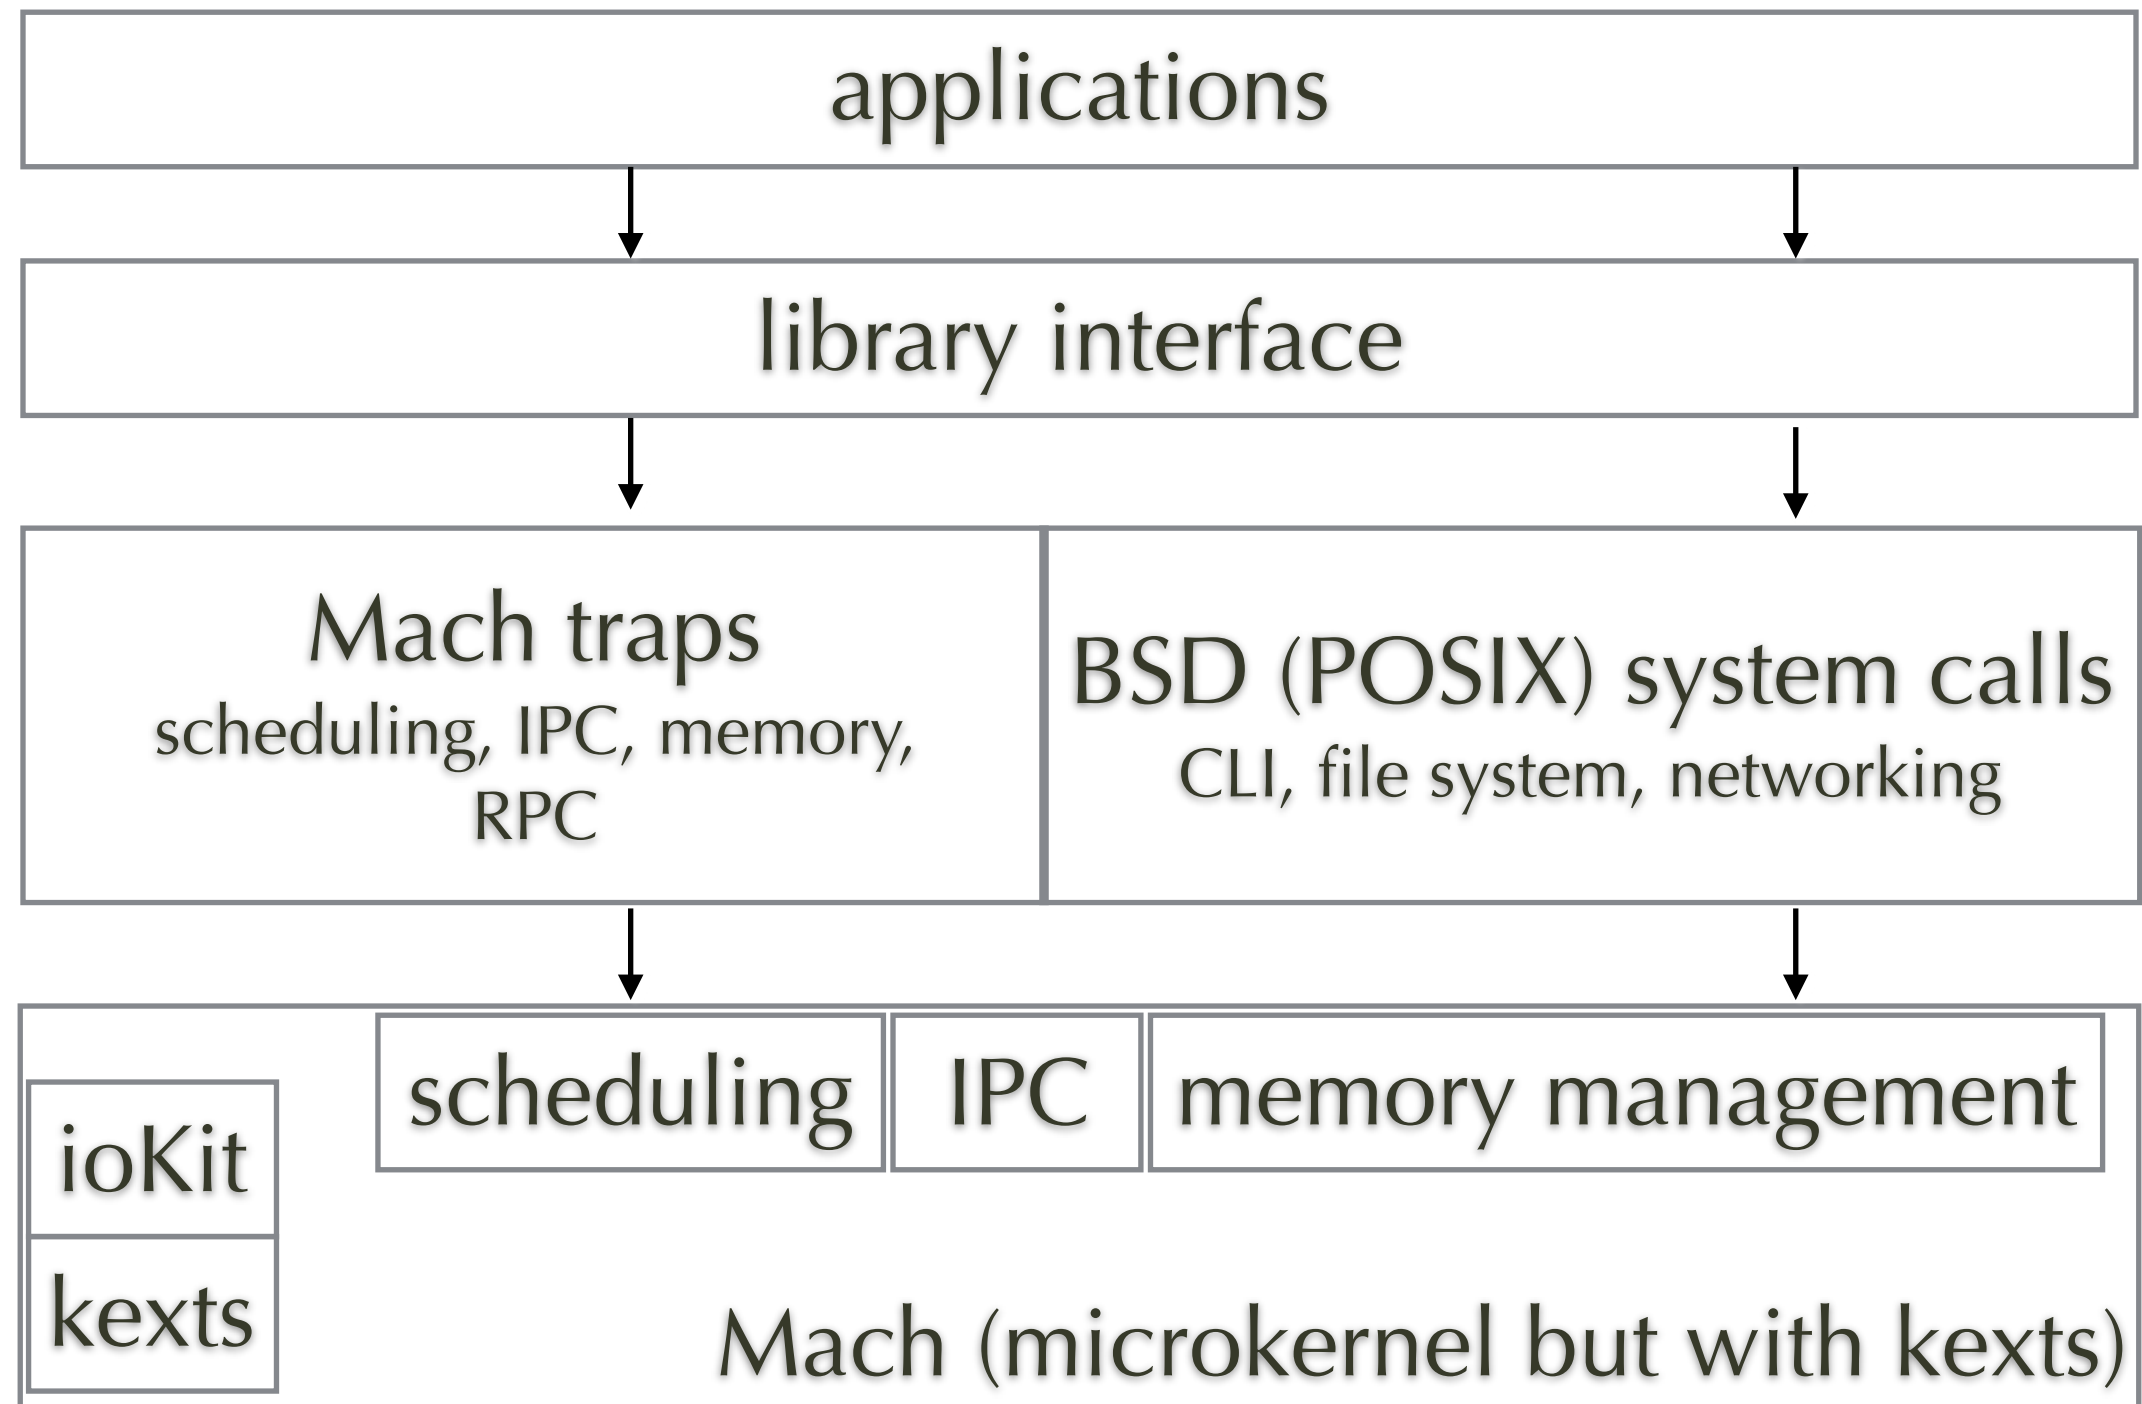 applications
library interface
Mach traps
scheduling, IPC, memory,
RPC
BSD (POSIX) system calls
CLI, file system, networking
scheduling
IPC
memory management
ioKit
kexts
Mach (microkernel but with kexts)